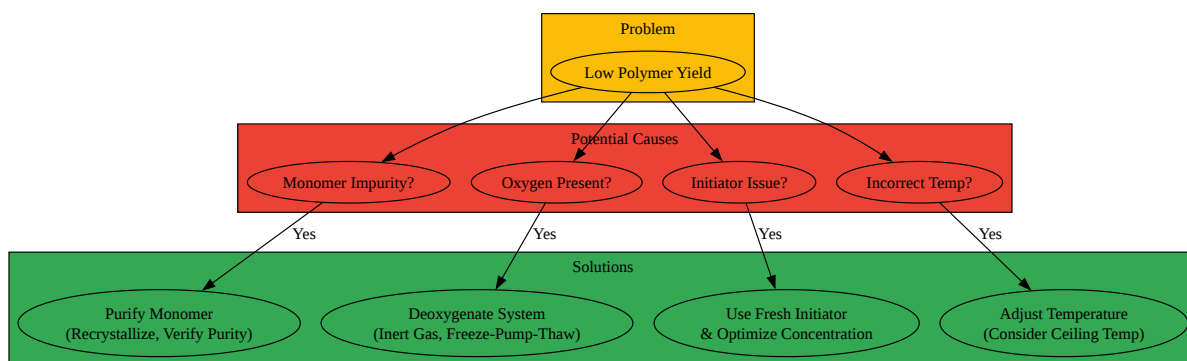 Problem
Low Polymer Yield
Potential Causes
Monomer Impurity?
Oxygen Present?
Initiator Issue?
Incorrect Temp?
Yes
Yes
Yes
Yes
Solutions
Purify Monomer
(Recrystallize, Verify Purity)
Deoxygenate System
(Inert Gas, Freeze-Pump-Thaw)
Use Fresh Initiator
& Optimize Concentration
Adjust Temperature
(Consider Ceiling Temp)